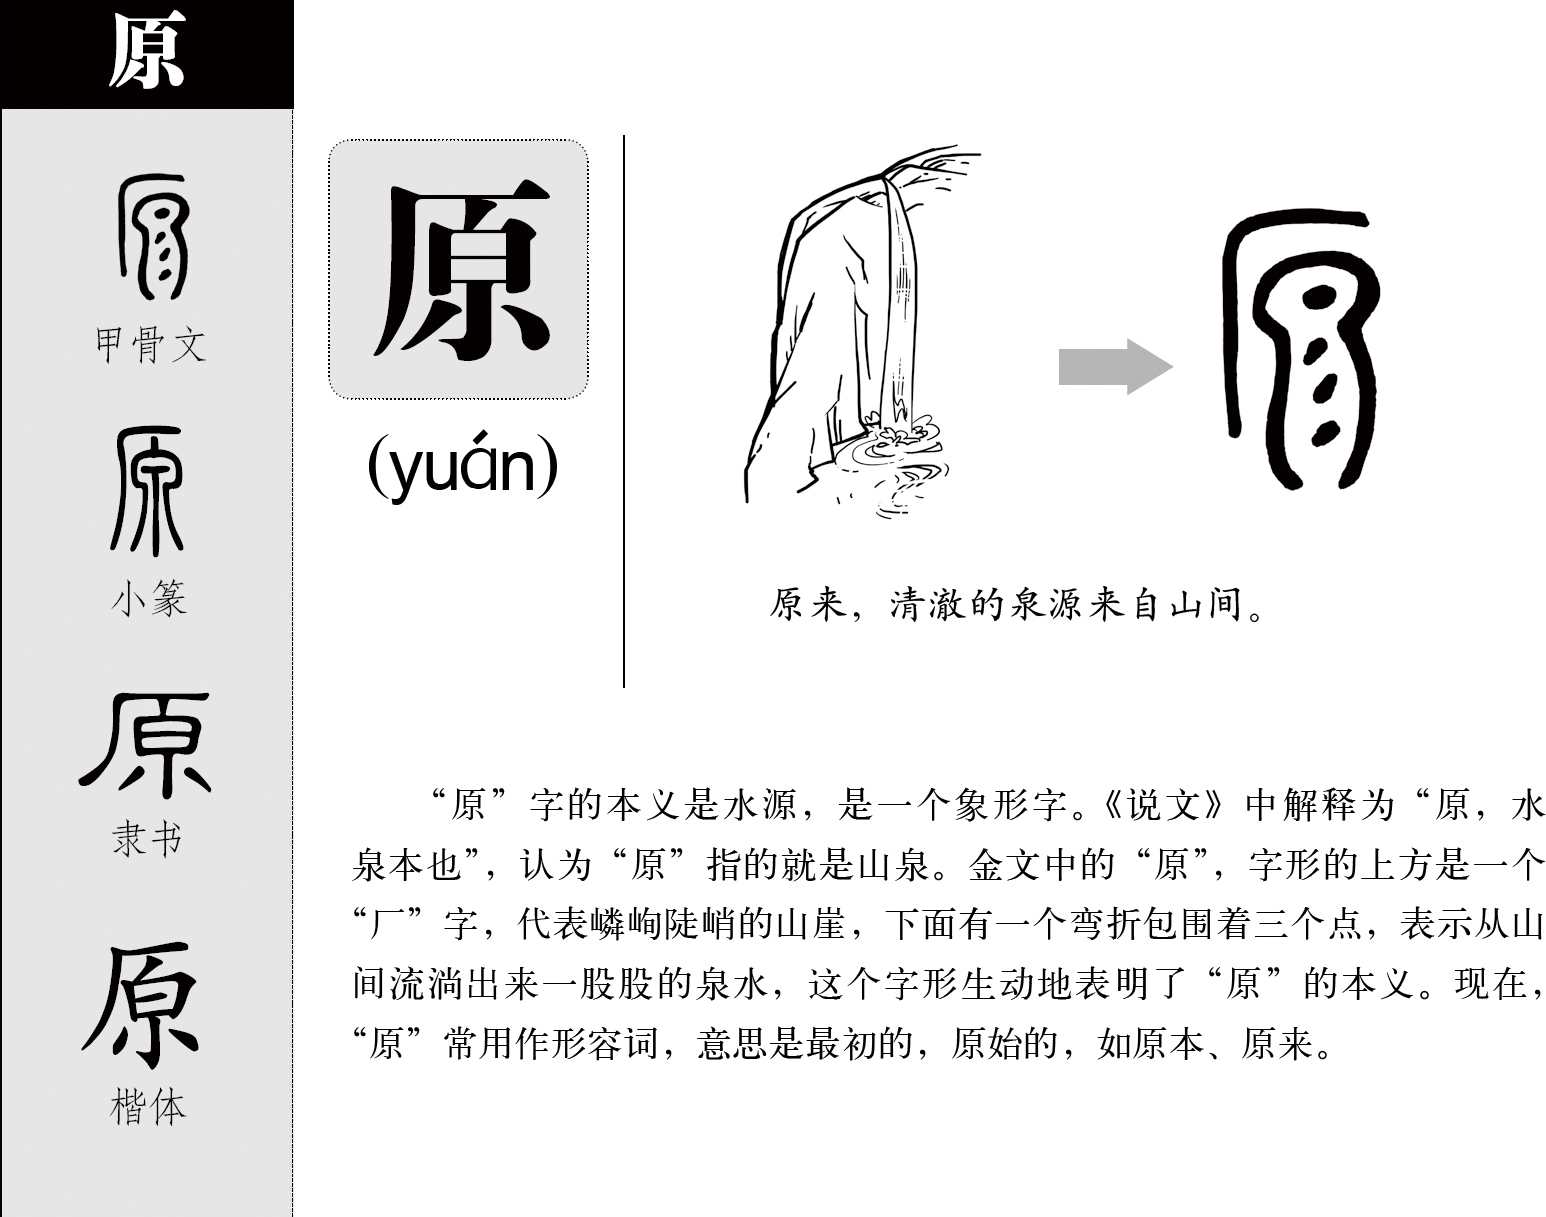 原
原
甲骨文
原
小篆
原
隶书
原
楷体
原
(yuán)
原
原来，清澈的泉源来自山间。
“原”字的本义是水源，是一个象形字。《说文》中解释为“原，水
泉本也”，认为“原”指的就是山泉。金文中的“原”，字形的上方是一个
“厂”字，代表嶙峋陡峭的山崖，下面有一个弯折包围着三个点，表示从山
间流淌出来一股股的泉水，这个字形生动地表明了“原”的本义。现在，
“原”常用作形容词，意思是最初的，原始的，如原本、原来。